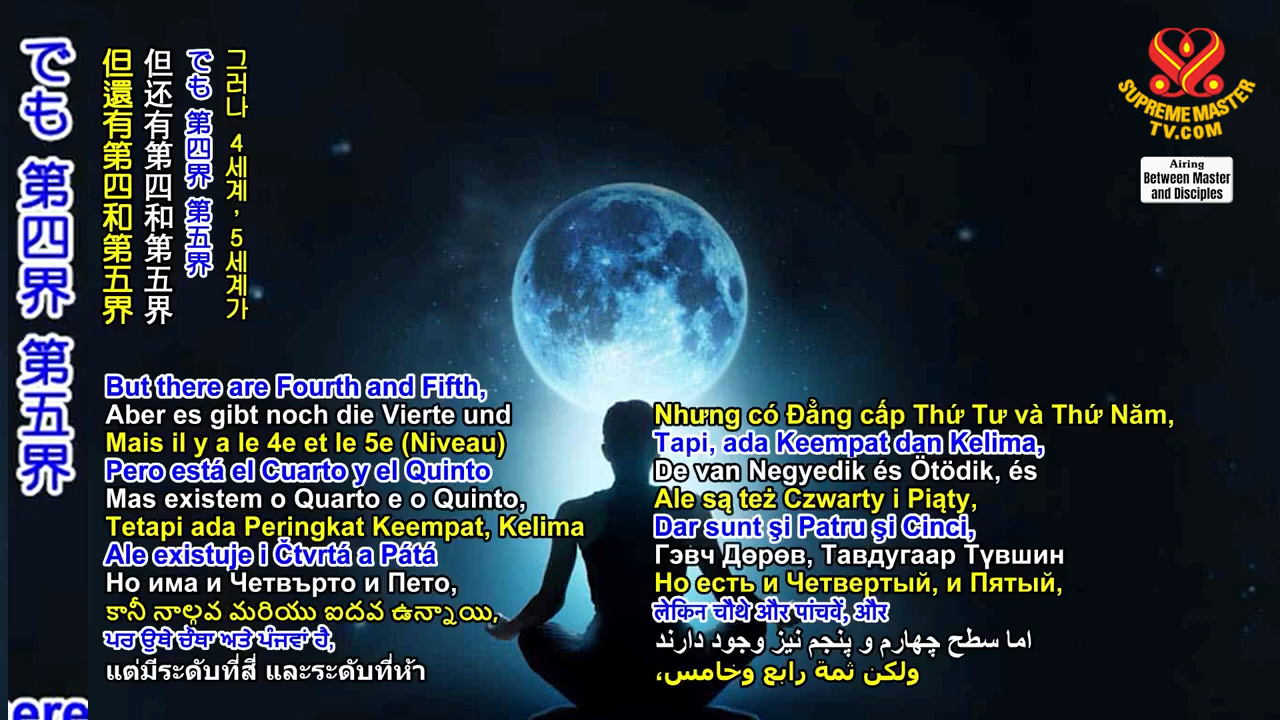 でも 第四界 第五界
但還有第四和第五界
但还有第四和第五界
でも 第四界 第五界
그러나 4세계, 5세계가
SUPREME MASTER
TV.COM
Airing
Between Master
and Disciples
But there are Fourth and Fifth,
Aber es gibt noch die Vierte und
Mais il y a le 4e et le 5e (Niveau)
Pero está el Cuarto y el Quinto
Mas existem o Quarto e o Quinto,
Tetapi ada Peringkat Keempat, Kelima
Ale existuje i Čtvrtá a Pátá
Но има и Четвърто и Пето,
కానీ నాల్గవ మరియు ఐదవ ఉన్నాయి,
ਪਰ ਉਥੇ ਚੌਥਾ ਅਤੇ ਪੰਜਵਾਂ ਹੈ,
แต่มีระดับที่สี่ และระดับที่ห้า
Nhưng có Đẳng cấp Thứ Tư và Thứ Năm,
Tapi, ada Keempat dan Kelima,
De van Negyedik és Ötödik, és
Ale są też Czwarty i Piąty,
Dar sunt şi Patru şi Cinci,
Гэвч Дөрөв, Тавдугаар Түвшин
Но есть и Четвертый, и Пятый,
लेकिन चौथे और पांचवें, और
اما سطح چهارم و پنجم نیز وجود دارند
ولكن ثمة رابع وخامس،
ere